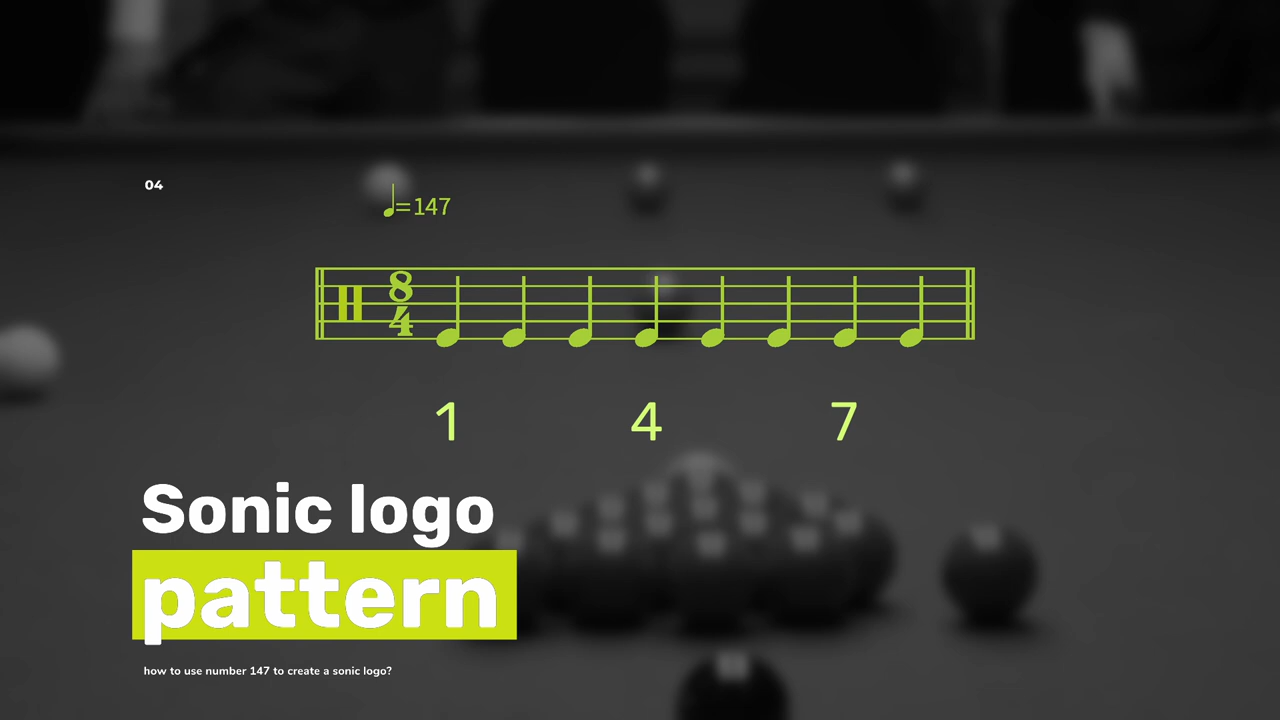 04
♩=147
8
4
1 4 7
Sonic logo
pattern
how to use number 147 to create a sonic logo?